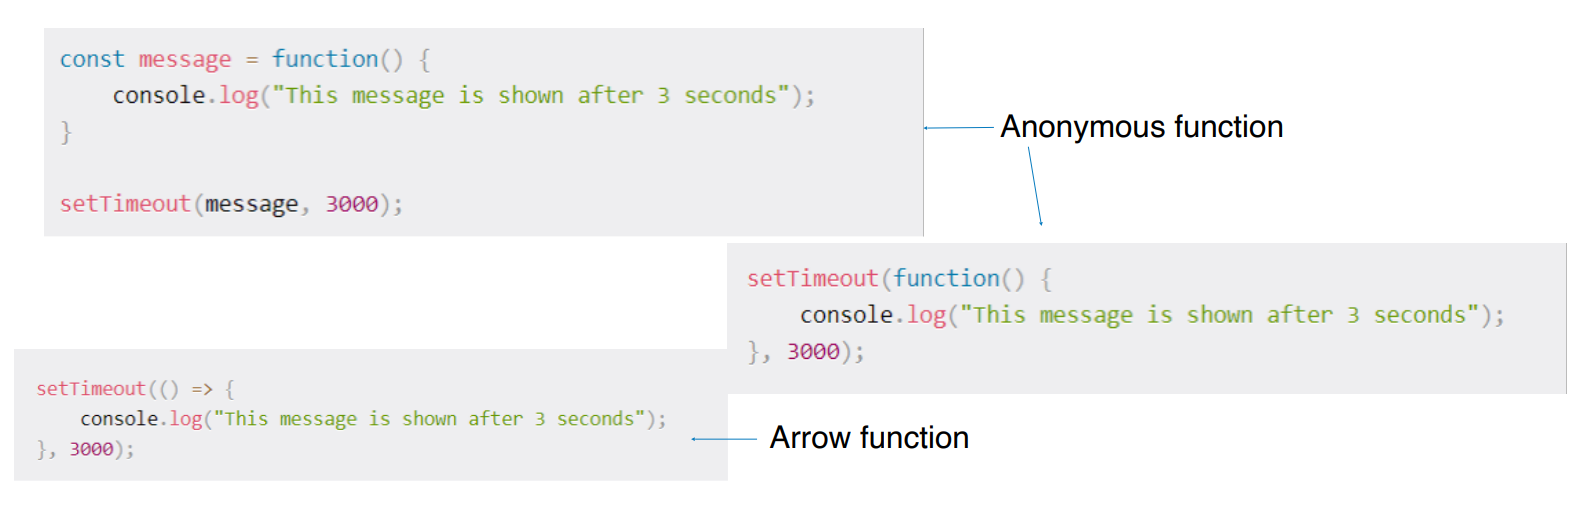 const message = function() {
    console.log("This message is shown after 3 seconds");
}
setTimeout(message, 3000);
Anonymous function
setTimeout(function() {
    console.log("This message is shown after 3 seconds");
}, 3000);
setTimeout(() => {
    console.log("This message is shown after 3 seconds");
}, 3000);
Arrow function